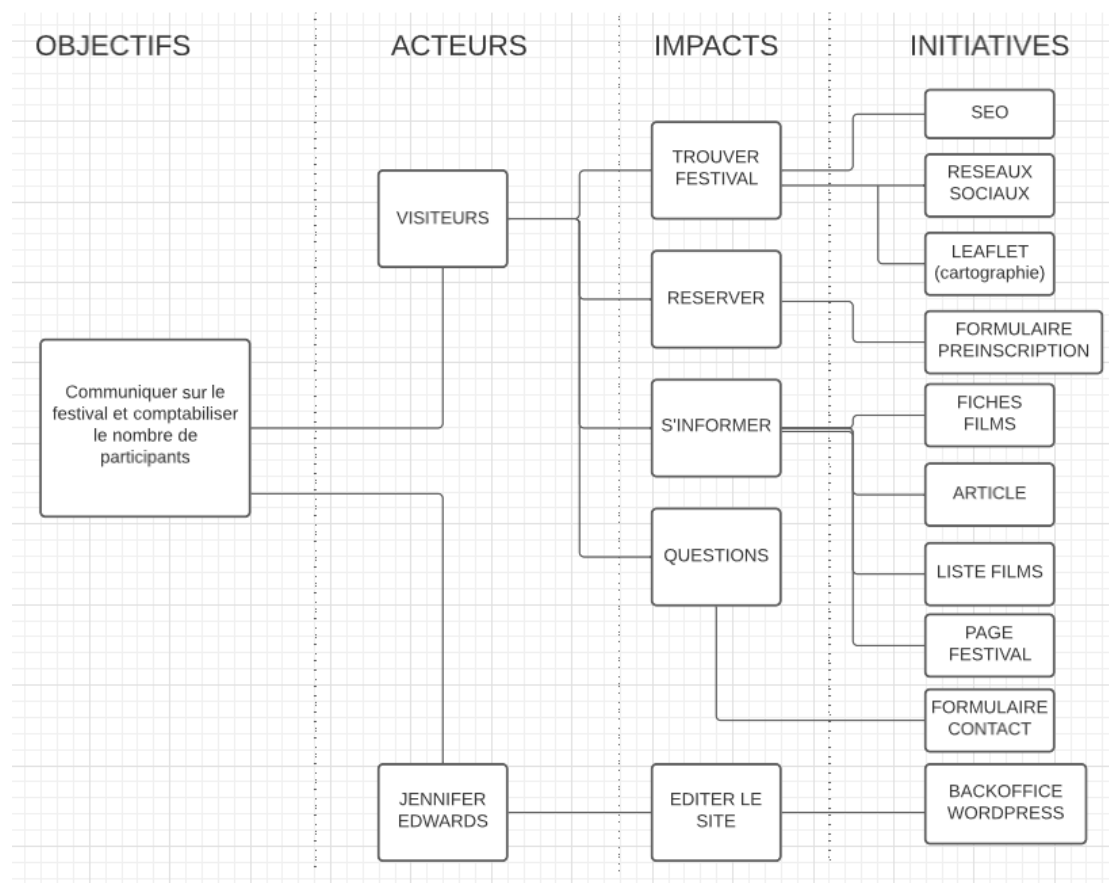 OBJECTIFS
ACTEURS
IMPACTS
INITIATIVES
SEO
TROUVER
FESTIVAL
RESEAUX
SOCIAUX
VISITEURS
LEAFLET
(cartographie)
RESERVER
FORMULAIRE
PREINSCRIPTION
Communiquer sur le
festival et comptabiliser
le nombre de
participants
S'INFORMER
FICHES
FILMS
ARTICLE
QUESTIONS
LISTE FILMS
PAGE
FESTIVAL
FORMULAIRE
CONTACT
JENNIFER
EDWARDS
EDITER LE
SITE
BACKOFFICE
WORDPRESS